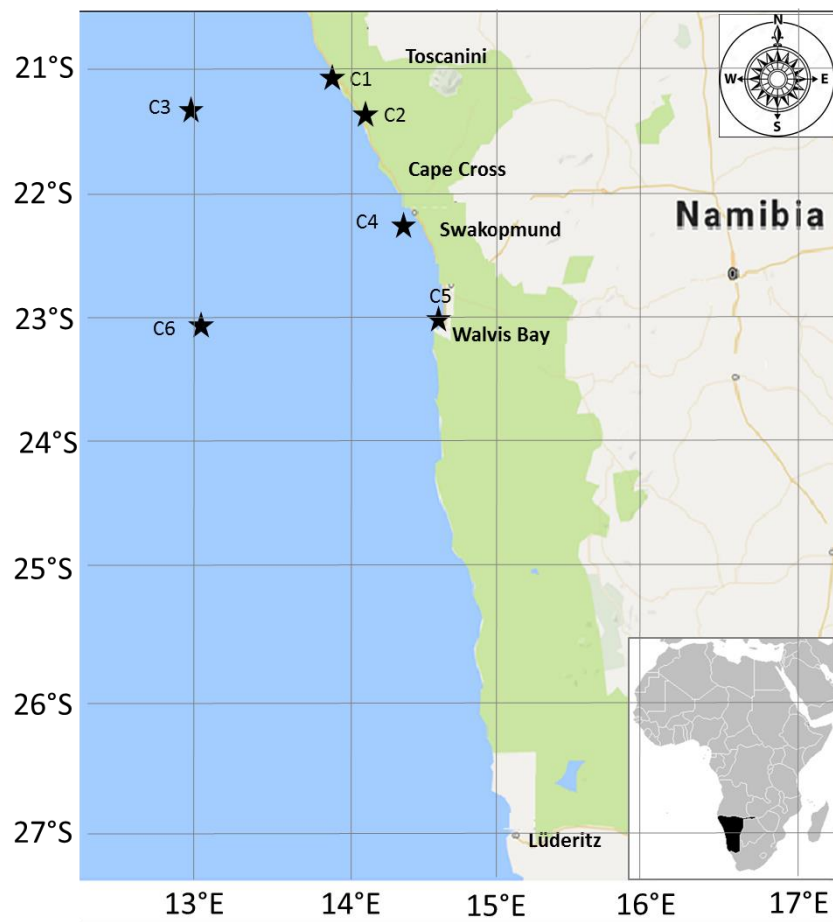 N
Toscanini
21°S
C1
W
E
C3
C2
S
Cape Cross
22°S
C4
Swakopmund
Namibia
C5
23°S
C6
Walvis Bay
24°S
25°S
26°S
27°S
Lüderitz
13°E
14°E
15°E
16°E
17°E